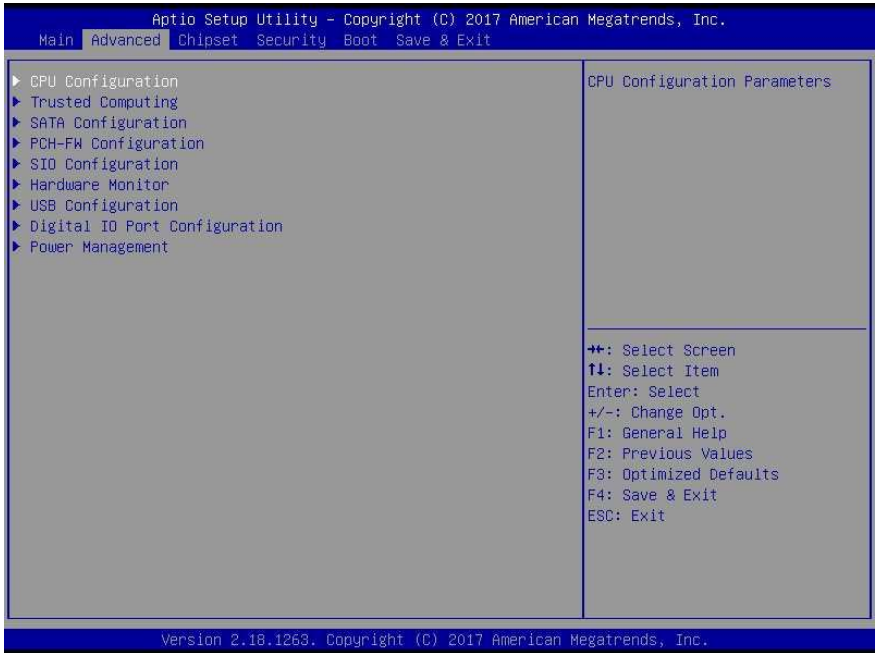 Aptio Setup Utility – Copyright (C) 2017 American Megatrends, Inc.
Main Advanced Chipset Security Boot Save & Exit
CPU Configuration
Trusted Computing
SATA Configuration
PCH-FW Configuration
SIO Configuration
Hardware Monitor
USB Configuration
Digital IO Port Configuration
Power Management
CPU Configuration Parameters
→←: Select Screen
↑↓: Select Item
Enter: Select
+/-: Change Opt.
F1: General Help
F2: Previous Values
F3: Optimized Defaults
F4: Save & Exit
ESC: Exit
Version 2.18.1263. Copyright (C) 2017 American Megatrends, Inc.